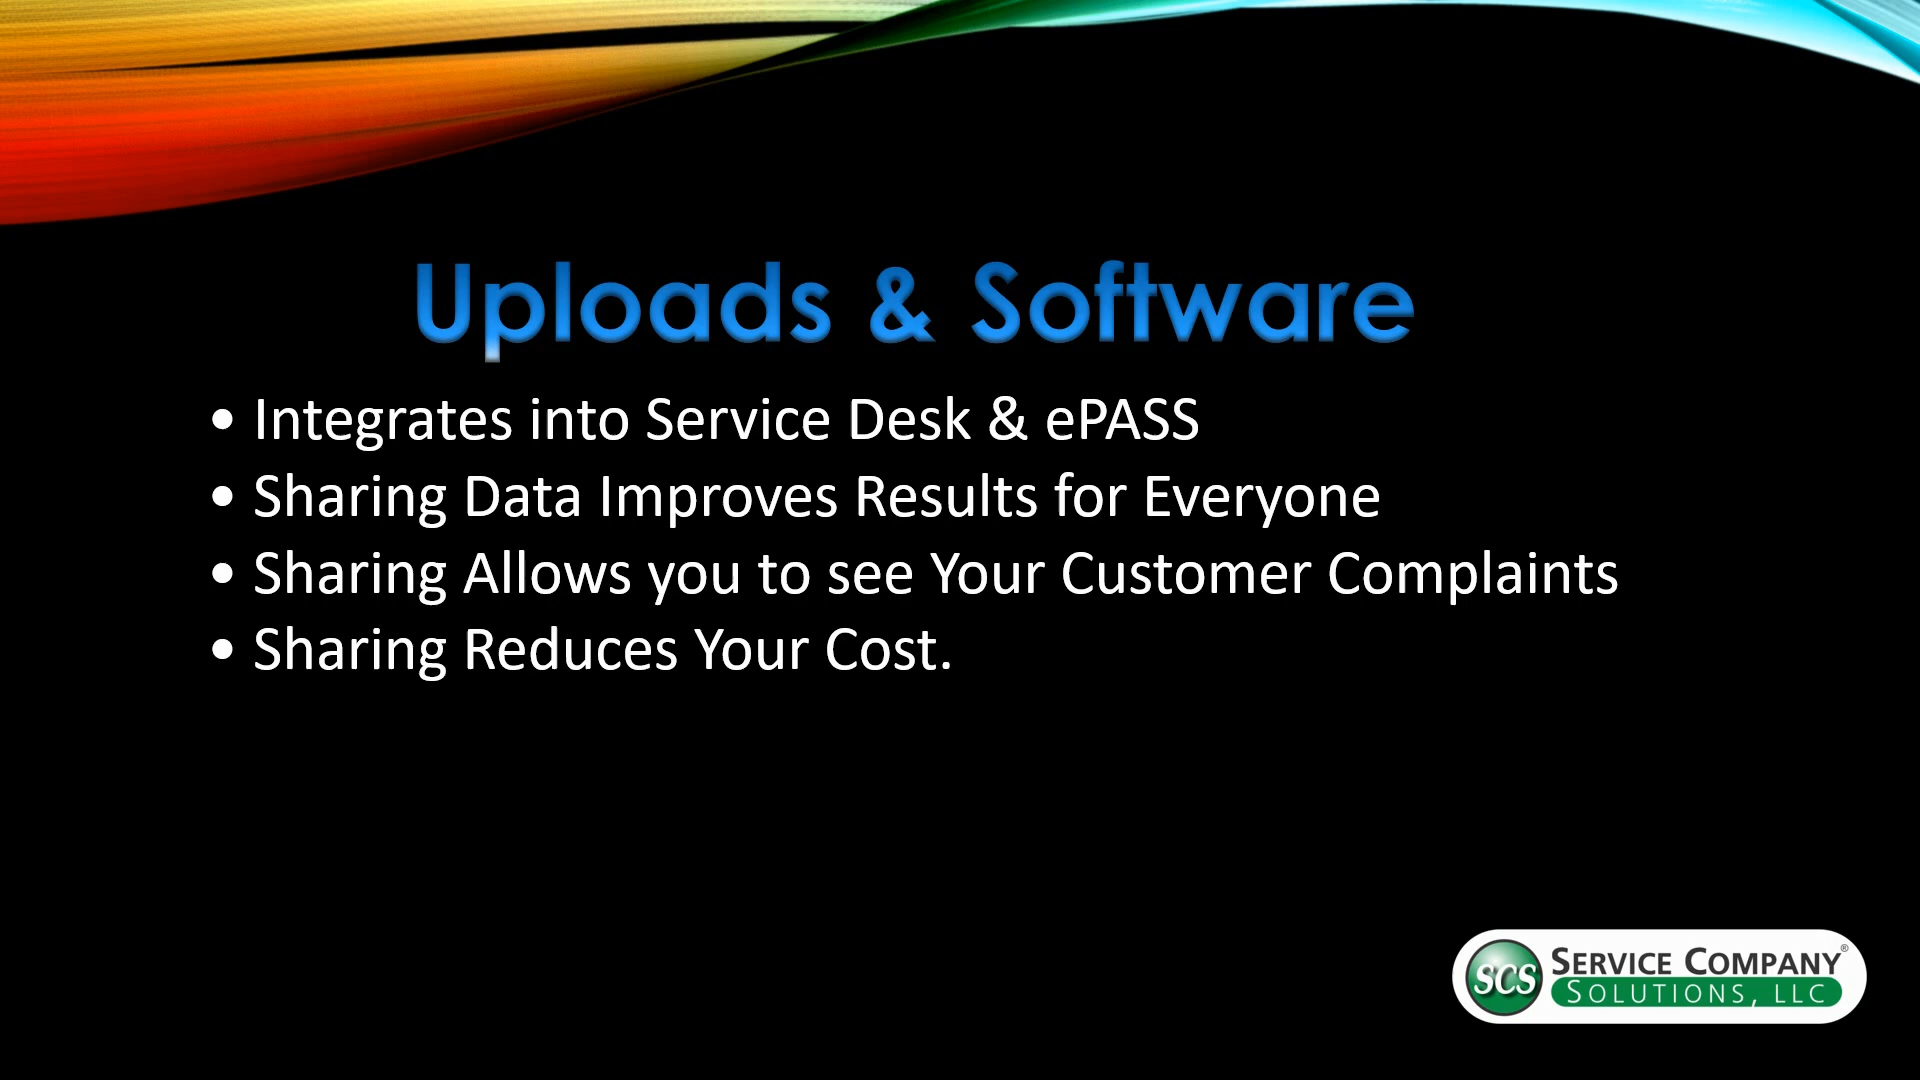 Uploads & Software
• Integrates into Service Desk & ePASS
• Sharing Data Improves Results for Everyone
• Sharing Allows you to see Your Customer Complaints
• Sharing Reduces Your Cost.
SCS
SERVICE COMPANY®
SOLUTIONS, LLC